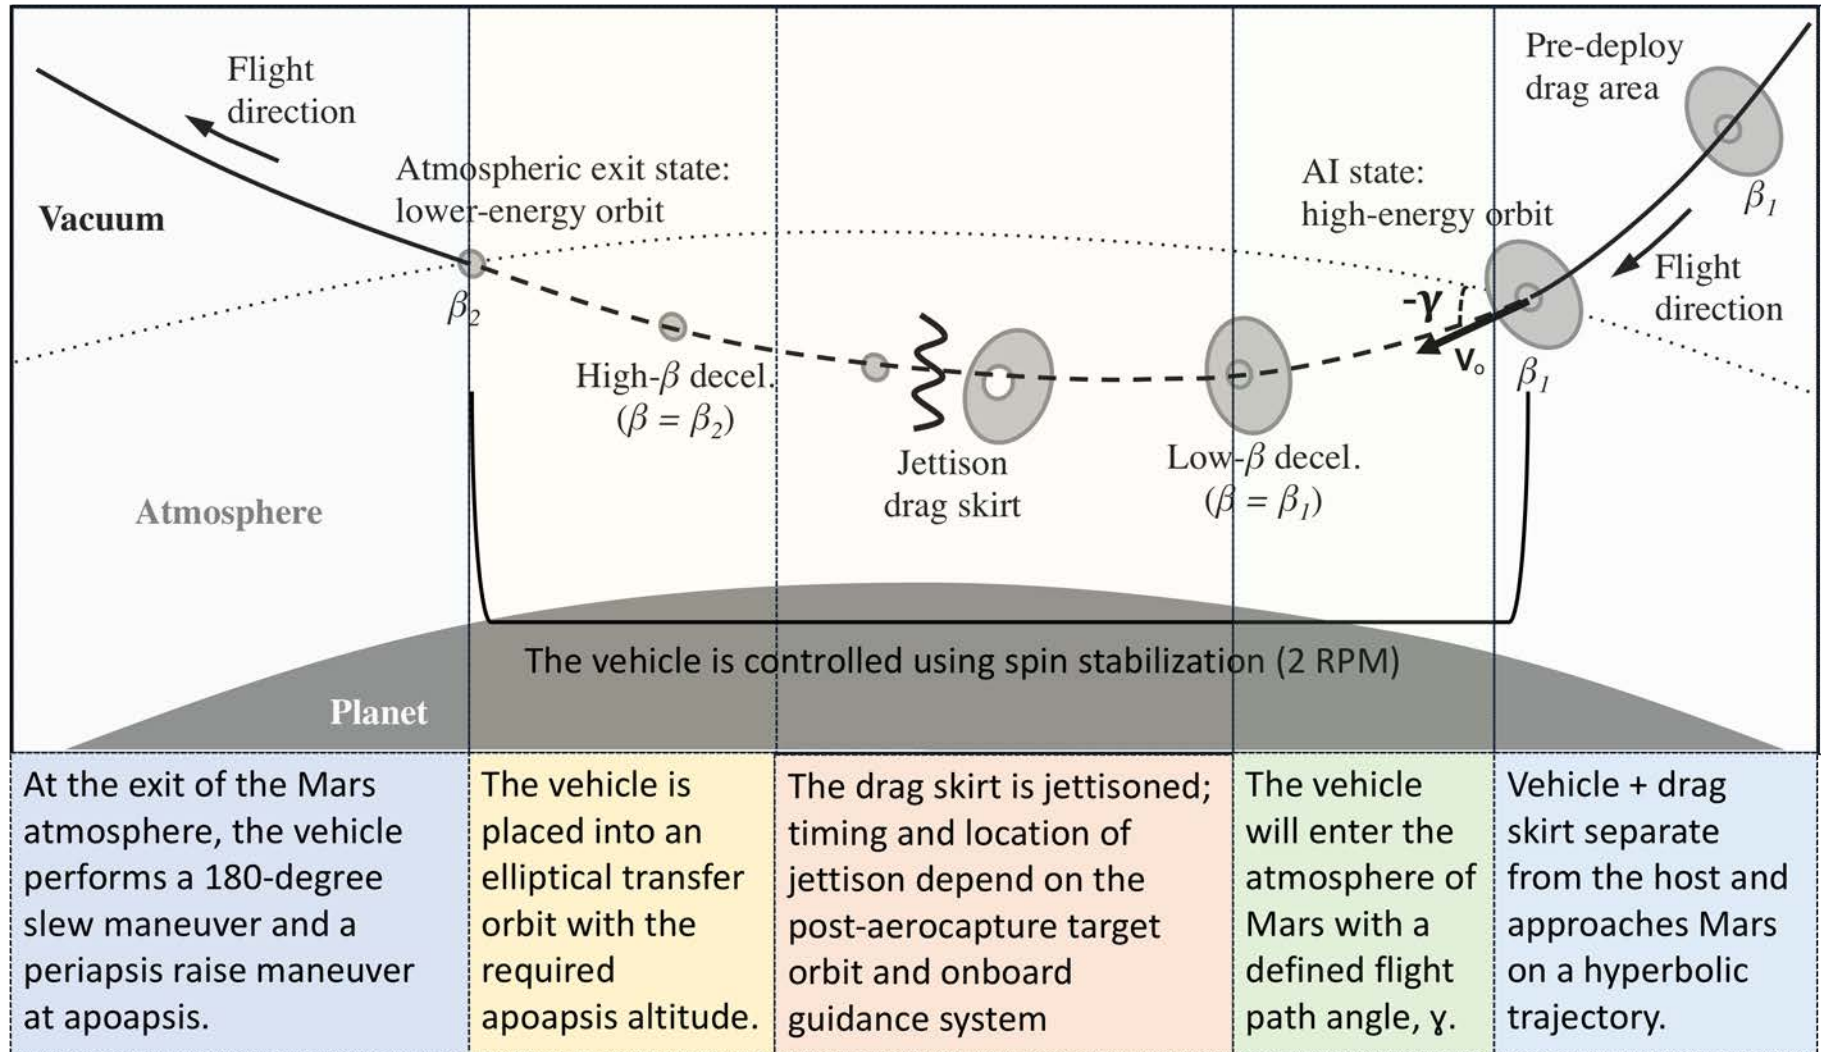 Flight
direction
Vacuum
Atmospheric exit state:
lower-energy orbit
β2
High-β decel.
(β = β2)
Atmosphere
Jettison
drag skirt
Low-β decel.
(β = β1)
AI state:
high-energy orbit
-γ
Vo
β1
Pre-deploy
drag area
β1
Flight
direction
The vehicle is controlled using spin stabilization (2 RPM)
Planet
At the exit of the Mars
atmosphere, the vehicle
performs a 180-degree
slew maneuver and a
periapsis raise maneuver
at apoapsis.
The vehicle is
placed into an
elliptical transfer
orbit with the
required
apoapsis altitude.
The drag skirt is jettisoned;
timing and location of
jettison depend on the
post-aerocapture target
orbit and onboard
guidance system
The vehicle
will enter the
atmosphere of
Mars with a
defined flight
path angle, ɣ.
Vehicle + drag
skirt separate
from the host and
approaches Mars
on a hyperbolic
trajectory.